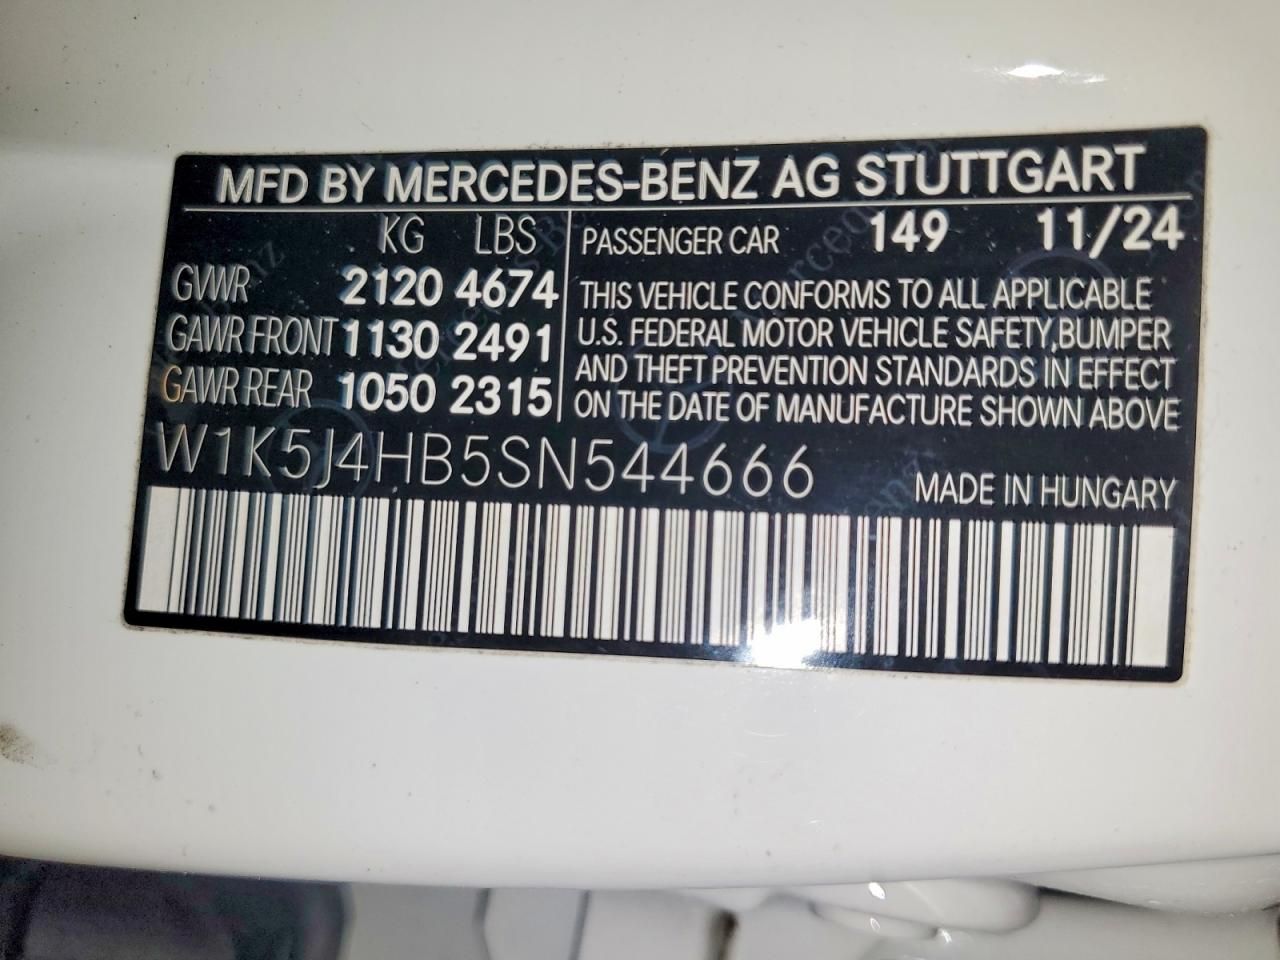 MFD BY MERCEDES-BENZ AG STUTTGART
KG LBS
GVWR 2120 4674
GAWR FRONT 1130 2491
GAWR REAR 1050 2315
PASSENGER CAR 149 11/24
THIS VEHICLE CONFORMS TO ALL APPLICABLE
U.S. FEDERAL MOTOR VEHICLE SAFETY,BUMPER
AND THEFT PREVENTION STANDARDS IN EFFECT
ON THE DATE OF MANUFACTURE SHOWN ABOVE
W1K5J4HB5SN544666
MADE IN HUNGARY